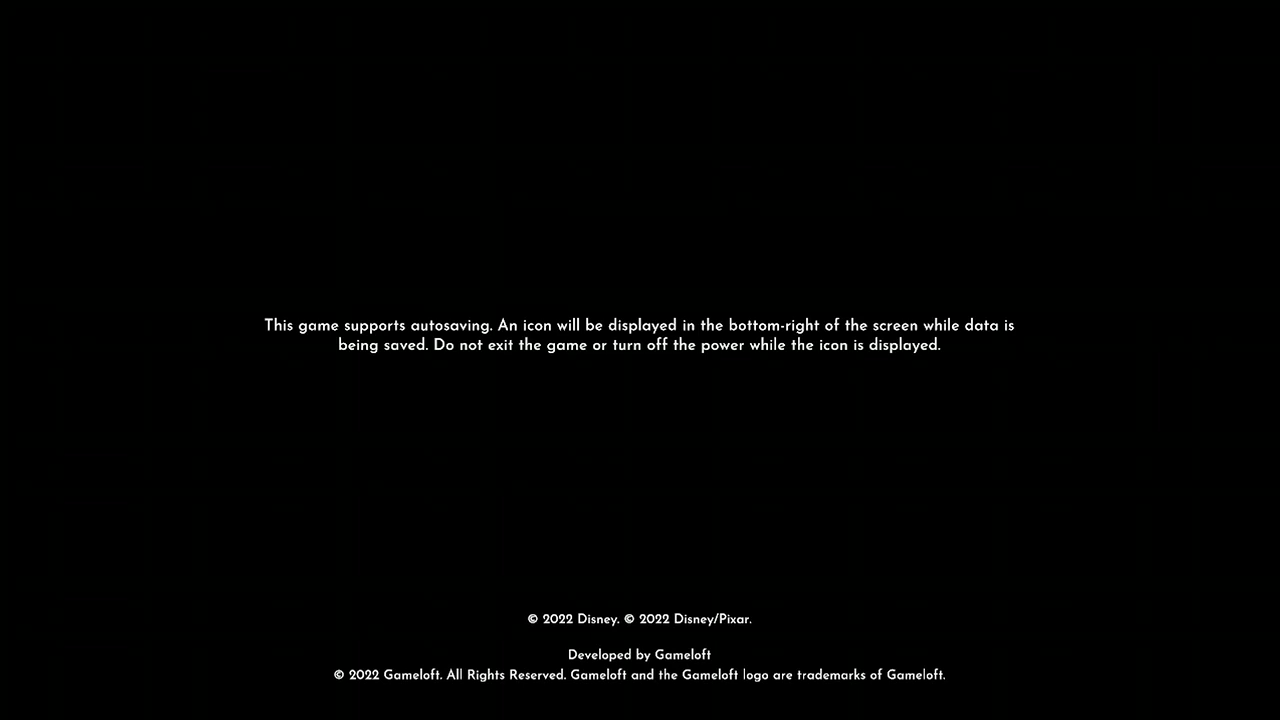 This game supports autosaving. An icon will be displayed in the bottom-right of the screen while data is
being saved. Do not exit the game or turn off the power while the icon is displayed.
© 2022 Disney. © 2022 Disney/Pixar.
Developed by Gameloft
© 2022 Gameloft. All Rights Reserved. Gameloft and the Gameloft logo are trademarks of Gameloft.